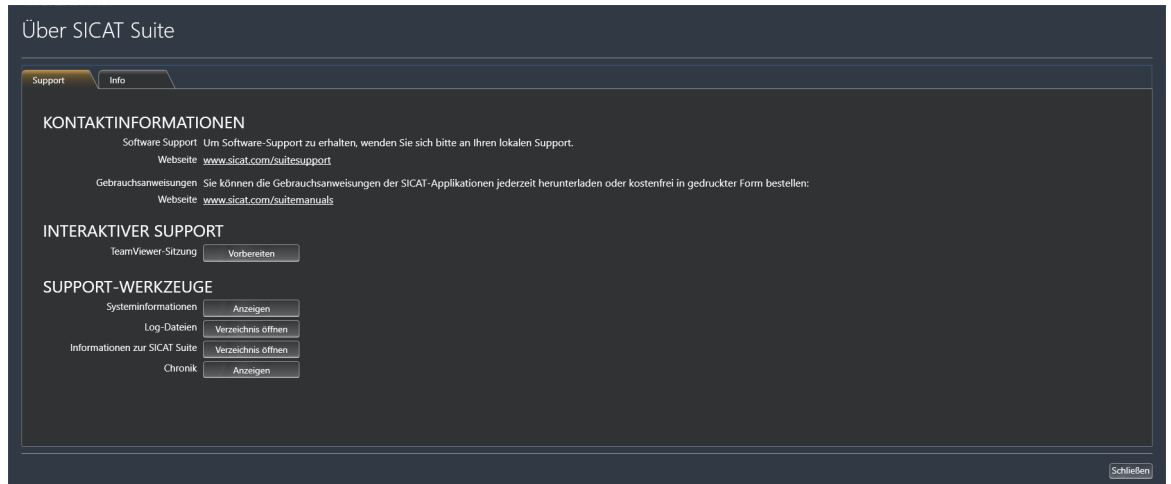 Über SICAT Suite
Support Info
KONTAKTINFORMATIONEN
Software Support Um Software-Support zu erhalten, wenden Sie sich bitte an Ihren lokalen Support.
Webseite www.sicat.com/suitesupport
Gebrauchsanweisungen Sie können die Gebrauchsanweisungen der SICAT-Applikationen jederzeit herunterladen oder kostenfrei in gedruckter Form bestellen:
Webseite www.sicat.com/suitemanuals
INTERAKTIVER SUPPORT
TeamViewer-Sitzung Vorbereiten
SUPPORT-WERKZEUGE
Systeminformationen Anzeigen
Log-Dateien Verzeichnis öffnen
Informationen zur SICAT Suite Verzeichnis öffnen
Chronik Anzeigen
Schließen